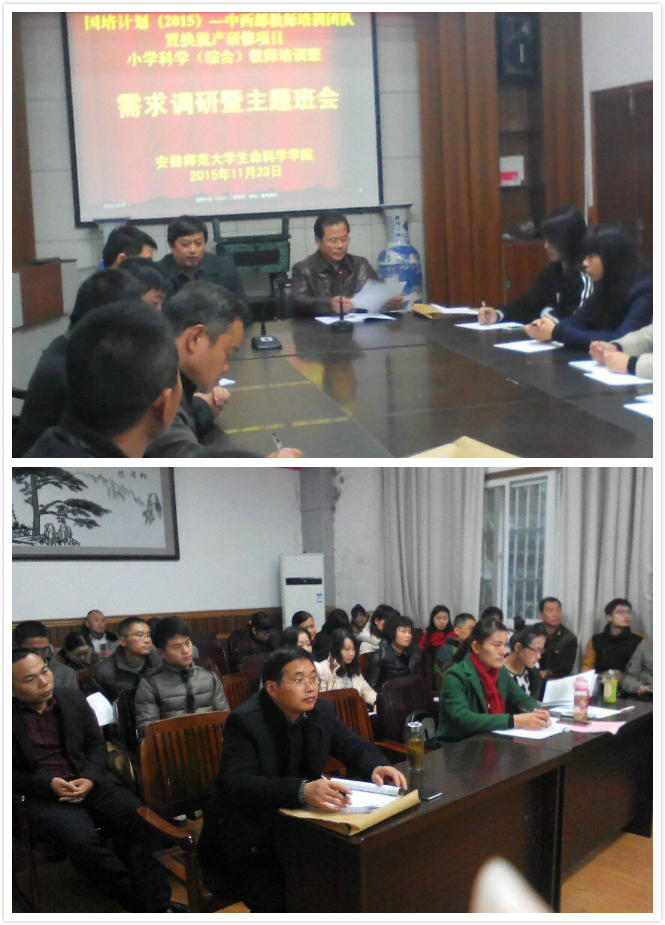 国培计划（2015）—中西部教师培训团队
置换脱产研修项目
小学科学（综合）教师培训班
需求调研暨主题班会
安徽师范大学生命科学学院
2015年11月23日